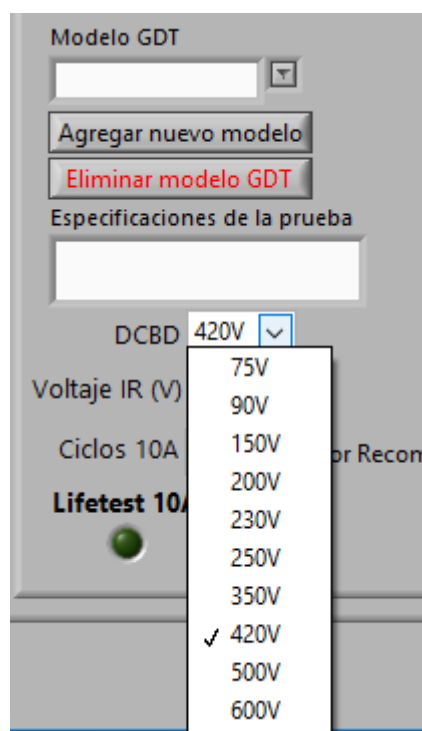 Modelo GDT
Agregar nuevo modelo
Eliminar modelo GDT
Especificaciones de la prueba
DCBD 420V
75V
Voltaje IR (V)
90V
Ciclos 10A
150V
or Recom
200V
Lifetest 10A
230V
250V
350V
✓ 420V
500V
600V